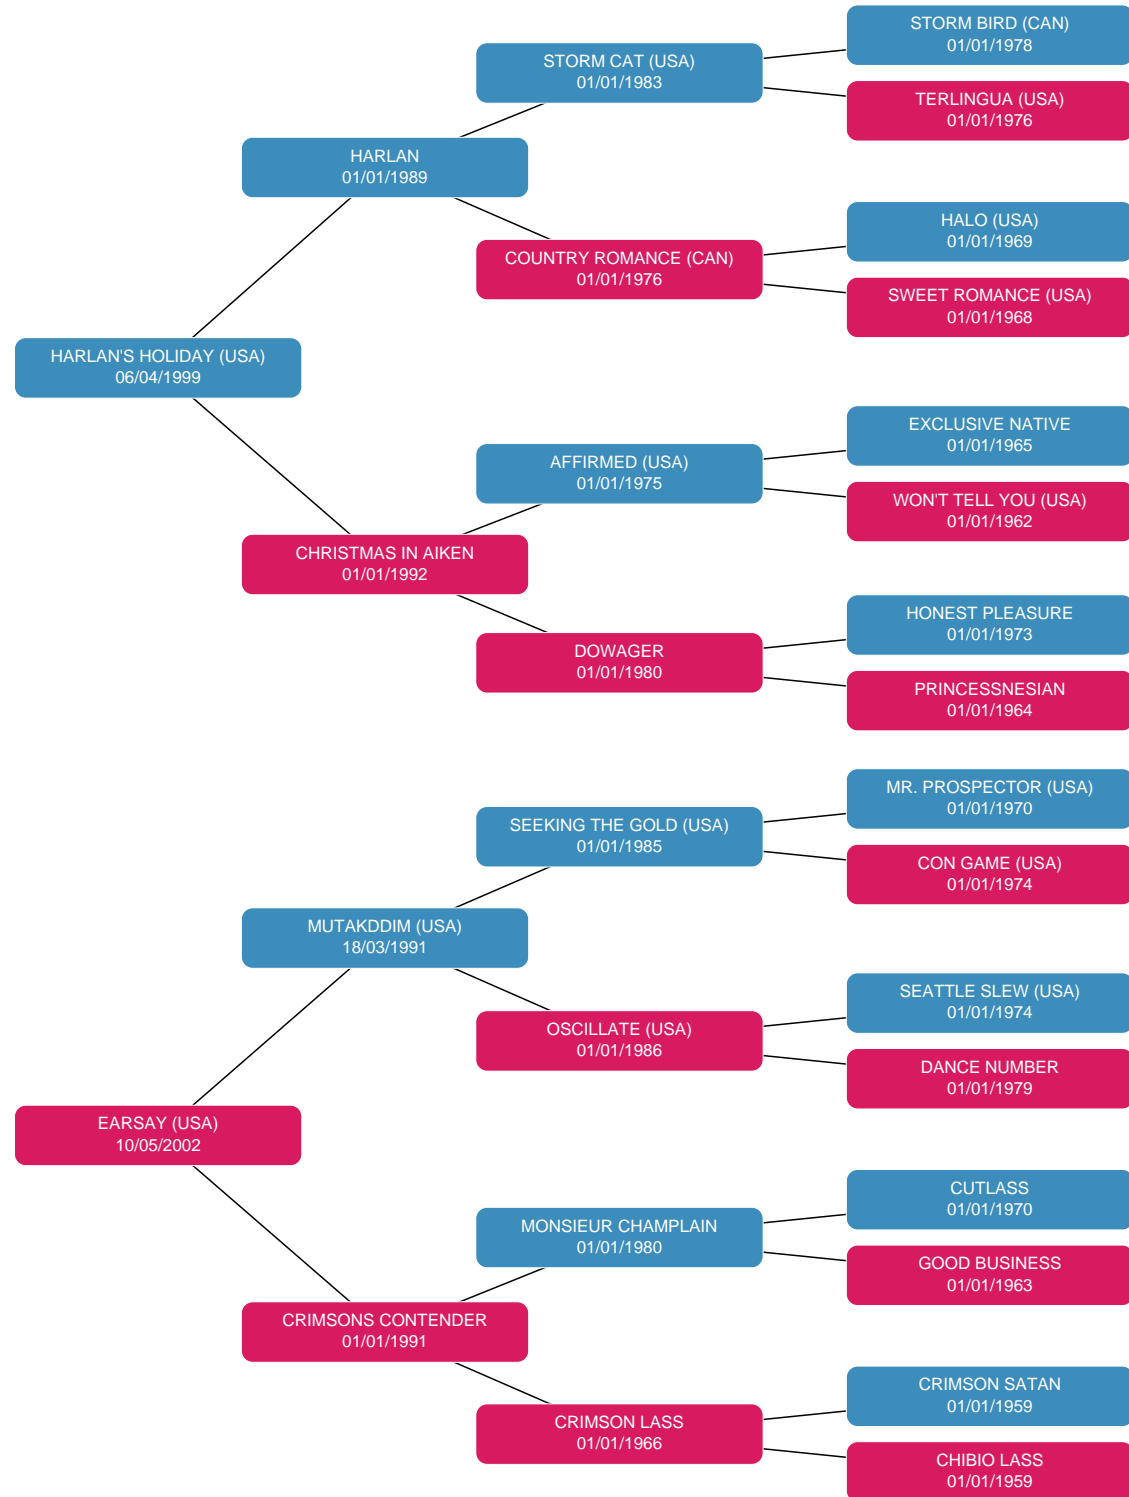 STORM BIRD (CAN)
01/01/1978
STORM CAT (USA)
01/01/1983
TERLINGUA (USA)
01/01/1976
HARLAN
01/01/1989
HALO (USA)
01/01/1969
COUNTRY ROMANCE (CAN)
01/01/1976
SWEET ROMANCE (USA)
01/01/1968
HARLAN'S HOLIDAY (USA)
06/04/1999
EXCLUSIVE NATIVE
01/01/1965
AFFIRMED (USA)
01/01/1975
WON'T TELL YOU (USA)
01/01/1962
CHRISTMAS IN AIKEN
01/01/1992
HONEST PLEASURE
01/01/1973
DOWAGER
01/01/1980
PRINCESSNESIAN
01/01/1964
MR. PROSPECTOR (USA)
01/01/1970
SEEKING THE GOLD (USA)
01/01/1985
CON GAME (USA)
01/01/1974
MUTAKDDIM (USA)
18/03/1991
SEATTLE SLEW (USA)
01/01/1974
OSCILLATE (USA)
01/01/1986
DANCE NUMBER
01/01/1979
EARSAY (USA)
10/05/2002
CUTLASS
01/01/1970
MONSIEUR CHAMPLAIN
01/01/1980
GOOD BUSINESS
01/01/1963
CRIMSONS CONTENDER
01/01/1991
CRIMSON SATAN
01/01/1959
CRIMSON LASS
01/01/1966
CHIBIO LASS
01/01/1959